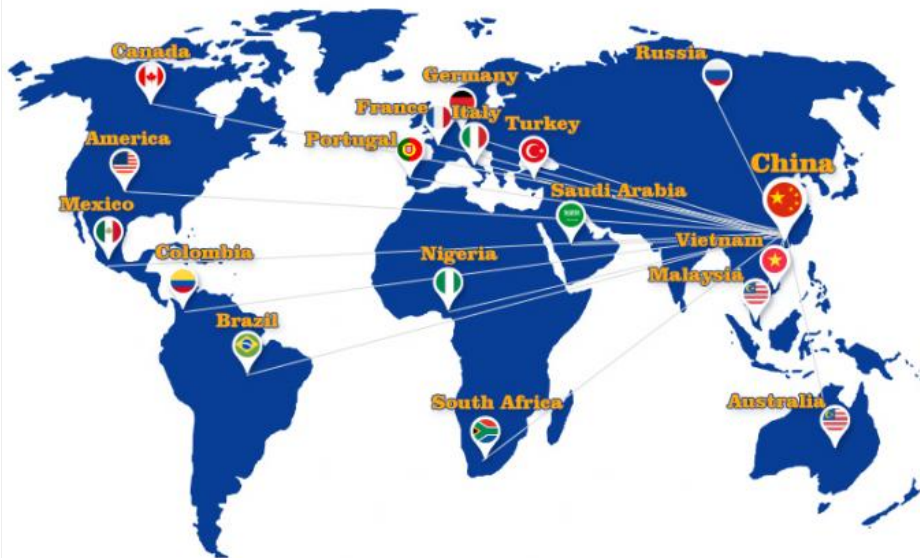 Canada
Russia
Germany
France
Italy
Turkey
America
Portugal
China
Saudi Arabia
Mexico
Vietnam
Colombia
Nigeria
Malaysia
Brazil
South Africa
Australia